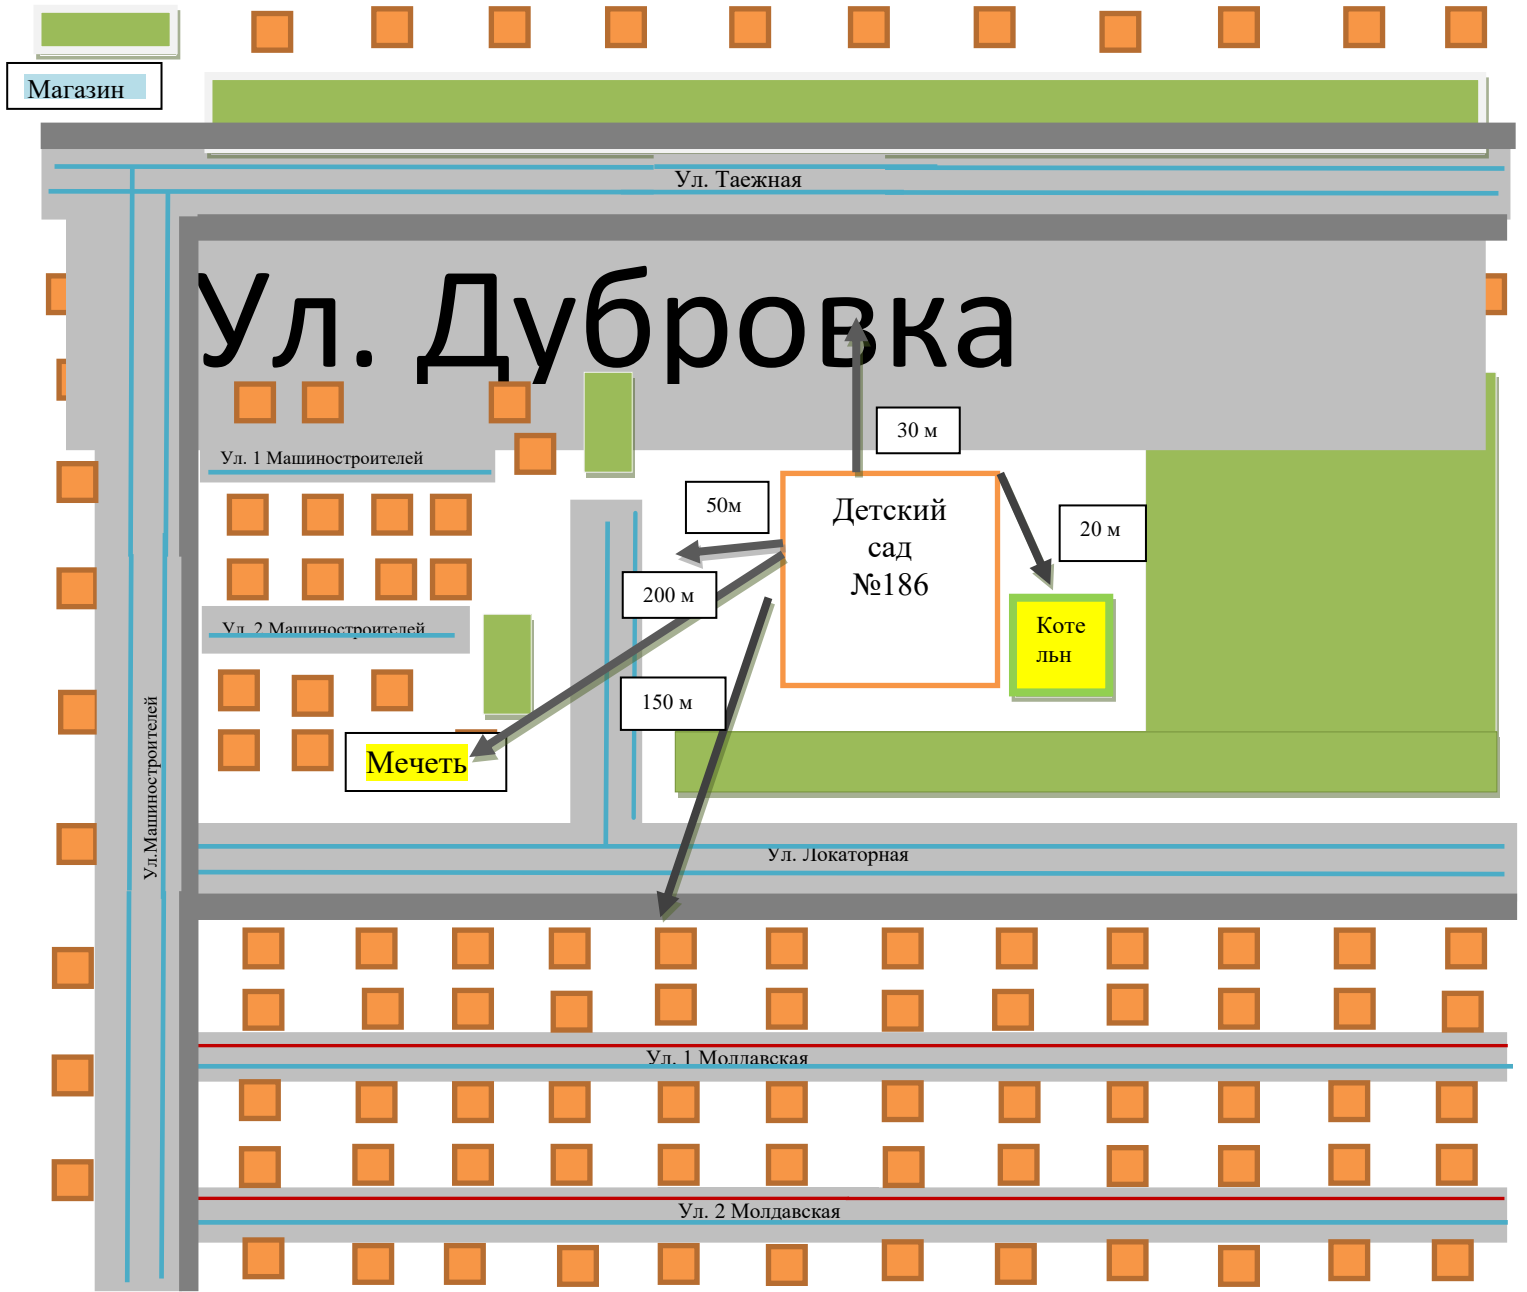 Магазин
Ул. Таежная
Ул. Дубровка
30 м
Ул. 1 Машиностроителей
50м
Детский
сад
№186
20 м
200 м
Коте
льн
Ул. 2 Машиностроителей
150 м
Мечеть
Ул.Машиностроителей
Ул. Локаторная
Ул. 1 Молдавская
Ул. 2 Молдавская